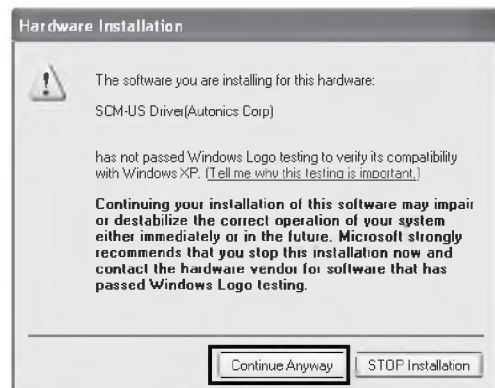 Hardware Installation
The software you are installing for this hardware:
SCM-US Driver(Autonics Corp)
has not passed Windows Logo testing to verify its compatibility
with Windows XP. (Tell me why this testing is important.)
Continuing your installation of this software may impair
or destabilize the correct operation of your system
either immediately or in the future. Microsoft strongly
recommends that you stop this installation now and
contact the hardware vendor for software that has
passed Windows Logo testing.
Continue Anyway
STOP Installation